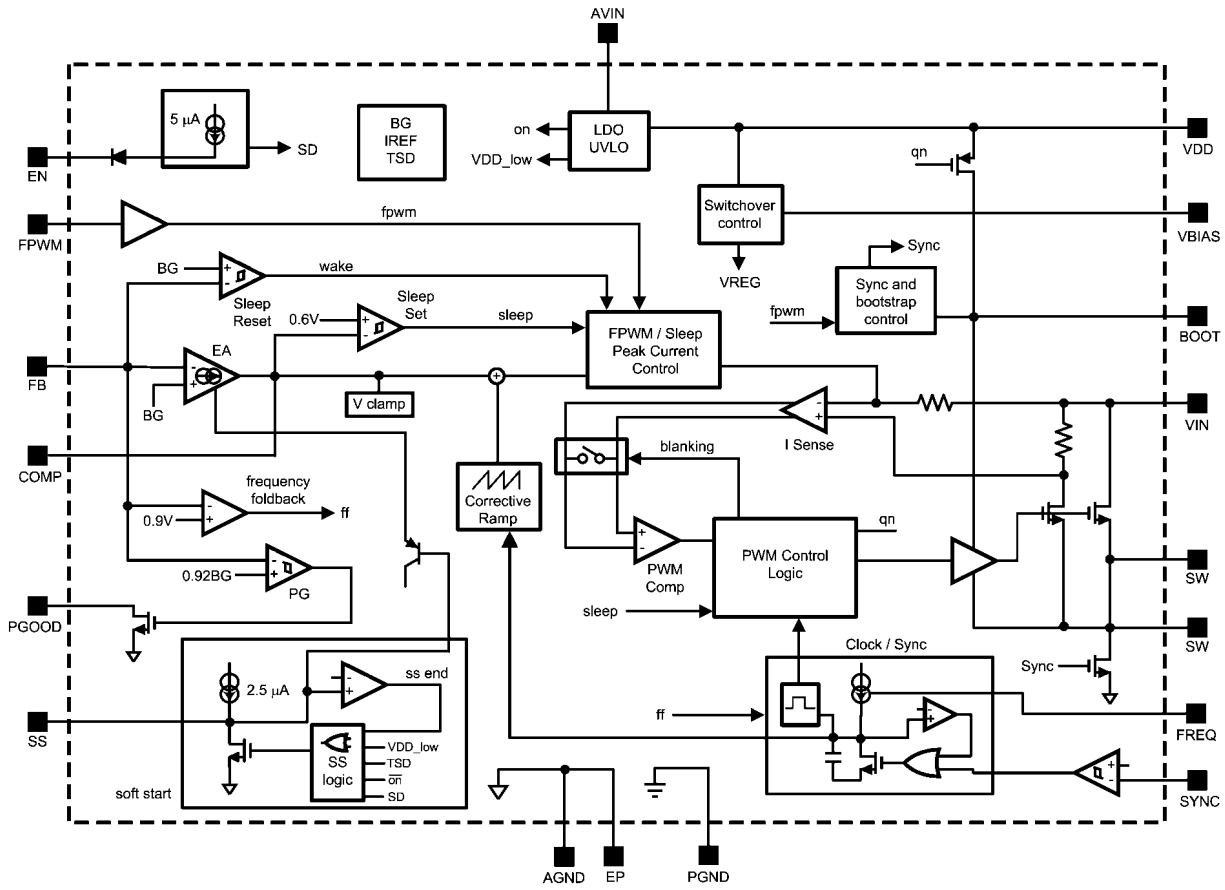 AVIN
5 µA
SD
EN
BG
IREF
TSD
on
VDD_low
LDO
UVLO
VDD
qn
FPWM
fpwm
Switchover
control
VBIAS
VREG
Sync
Sync and
bootstrap
control
fpwm
BOOT
BG
+
-
wake
Sleep
Reset
0.6V
+
-
Sleep
Set
sleep
FPWM / Sleep
Peak Current
Control
FB
EA
-
+
BG
+
V clamp
-
+
I Sense
VIN
COMP
blanking
frequency
foldback
-
+
0.9V
ff
Corrective
Ramp
+
-
PWM
Comp
PWM Control
Logic
qn
SW
-
+
0.92BG
PG
PGOOD
sleep
SW
Clock / Sync
Sync
2.5 µA
-
+
ss end
SS
SS
logic
VDD_low
TSD
on
SD
soft start
ff
-
+
FREQ
+
-
SYNC
AGND
EP
PGND